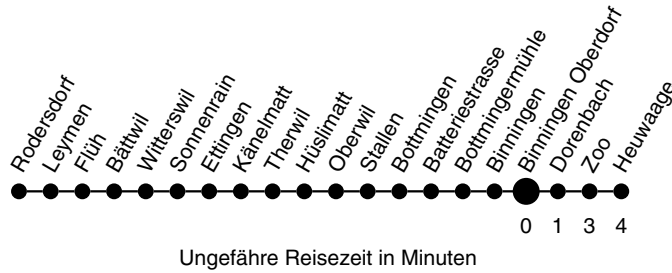 Rodersdorf
Leymen
Flüh
Bättwil
Witterswil
Sonnenrain
Ettingen
Känelmatt
Therwil
Hüslimatt
Oberwil
Stallen
Bottmingen
Batteriestrasse
Bottmingermühle
Binningen
Binningen Oberdorf
Dorenbach
Zoo
Heuwaage
0 1 3 4
Ungefähre Reisezeit in Minuten